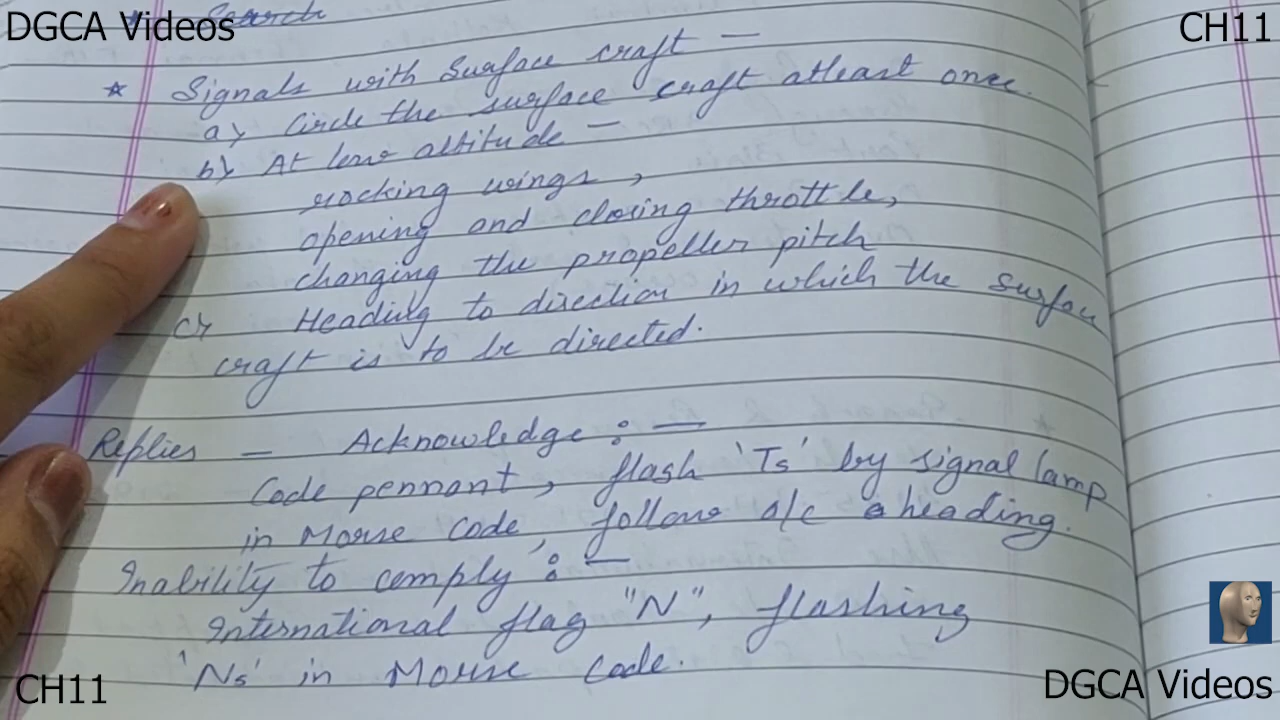 DGCA Videos
CH11
Search
* Signals with Surface craft —
a) Circle the surface craft atleast once.
b) At low altitude —
rocking wings,
opening and closing throttle,
changing the propeller pitch
c) Heading to direction in which the surface
craft is to be directed.
Replies — Acknowledge : —
Code pennant, flash 'Ts' by signal lamp
in Morse Code, follow a/c heading.
Inability to comply : —
International flag "N", flashing
'Ns' in Morse Code.
CH11
DGCA Videos